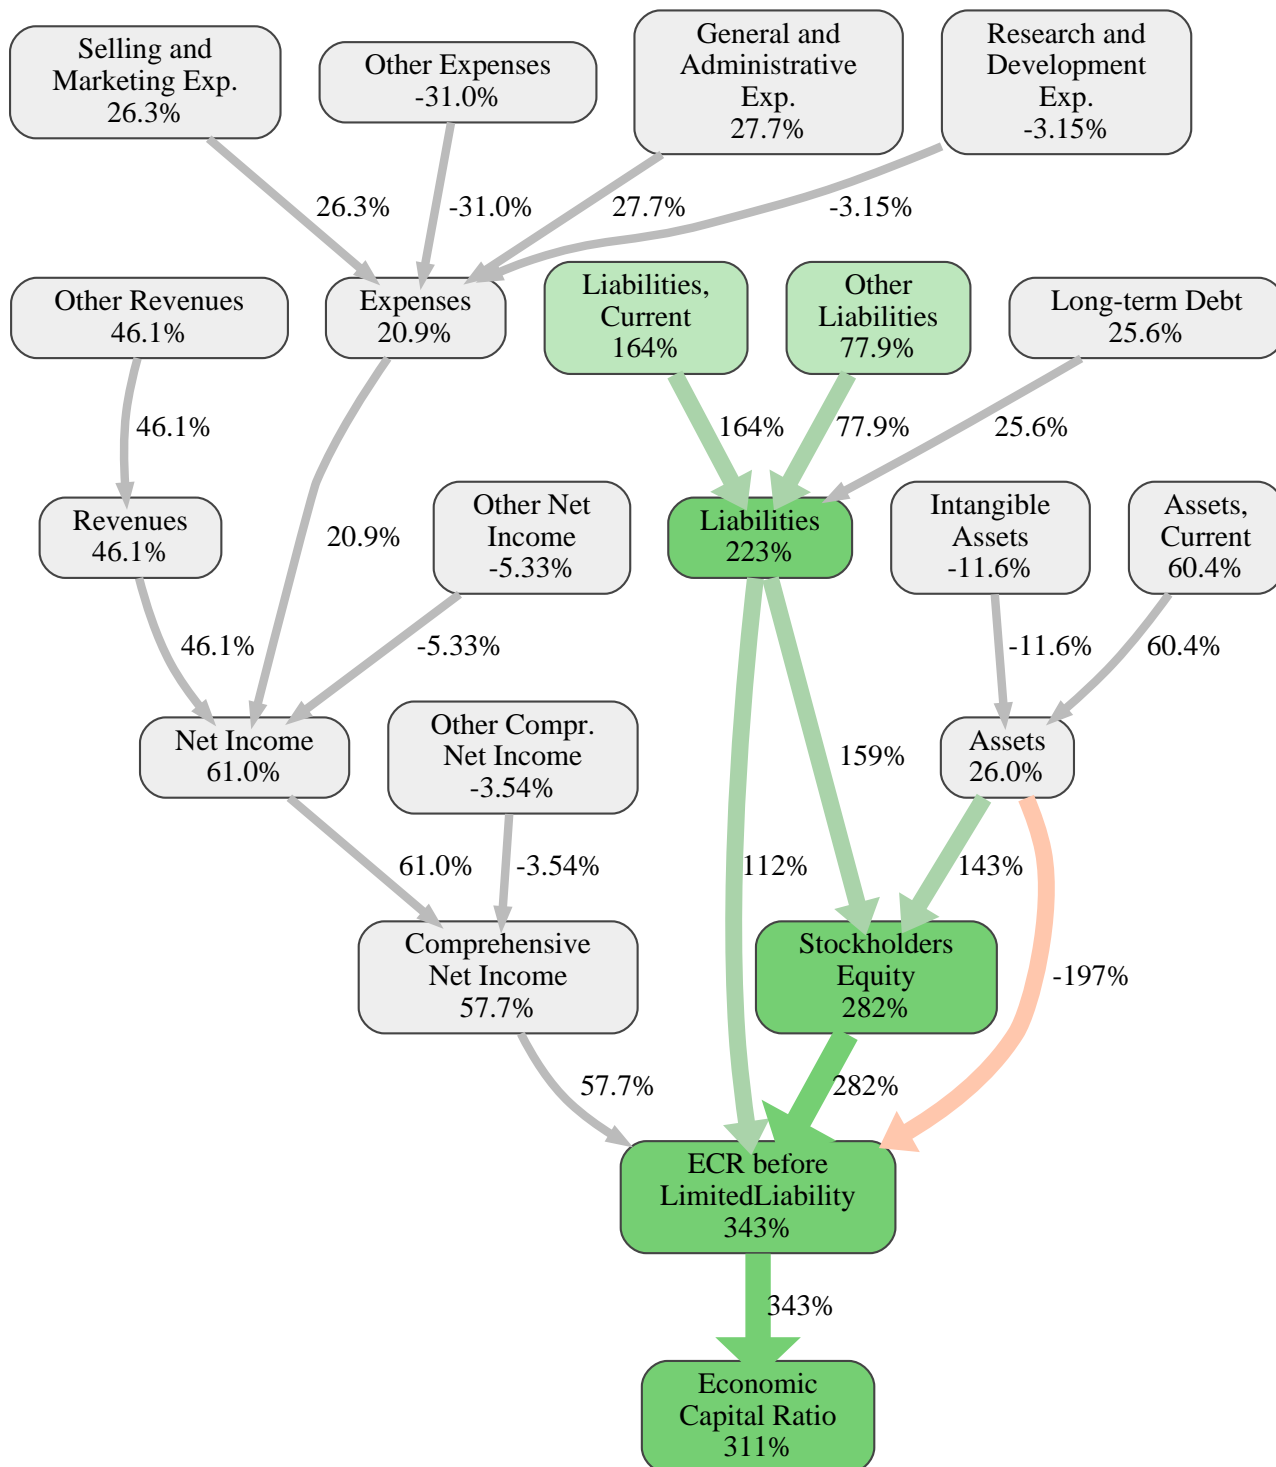 Selling and
Marketing Exp.
26.3%
Other Expenses
-31.0%
General and
Administrative
Exp.
27.7%
Research and
Development
Exp.
-3.15%
26.3%
-31.0%
27.7%
-3.15%
Other Revenues
46.1%
Expenses
20.9%
Liabilities,
Current
164%
Other
Liabilities
77.9%
Long-term Debt
25.6%
46.1%
164%
77.9%
25.6%
Revenues
46.1%
20.9%
Other Net
Income
-5.33%
Liabilities
223%
Intangible
Assets
-11.6%
Assets,
Current
60.4%
46.1%
-5.33%
-11.6%
60.4%
Net Income
61.0%
Other Compr.
Net Income
-3.54%
159%
Assets
26.0%
61.0%
-3.54%
112%
143%
Comprehensive
Net Income
57.7%
Stockholders
Equity
282%
-197%
57.7%
282%
ECR before
LimitedLiability
343%
343%
Economic
Capital Ratio
311%